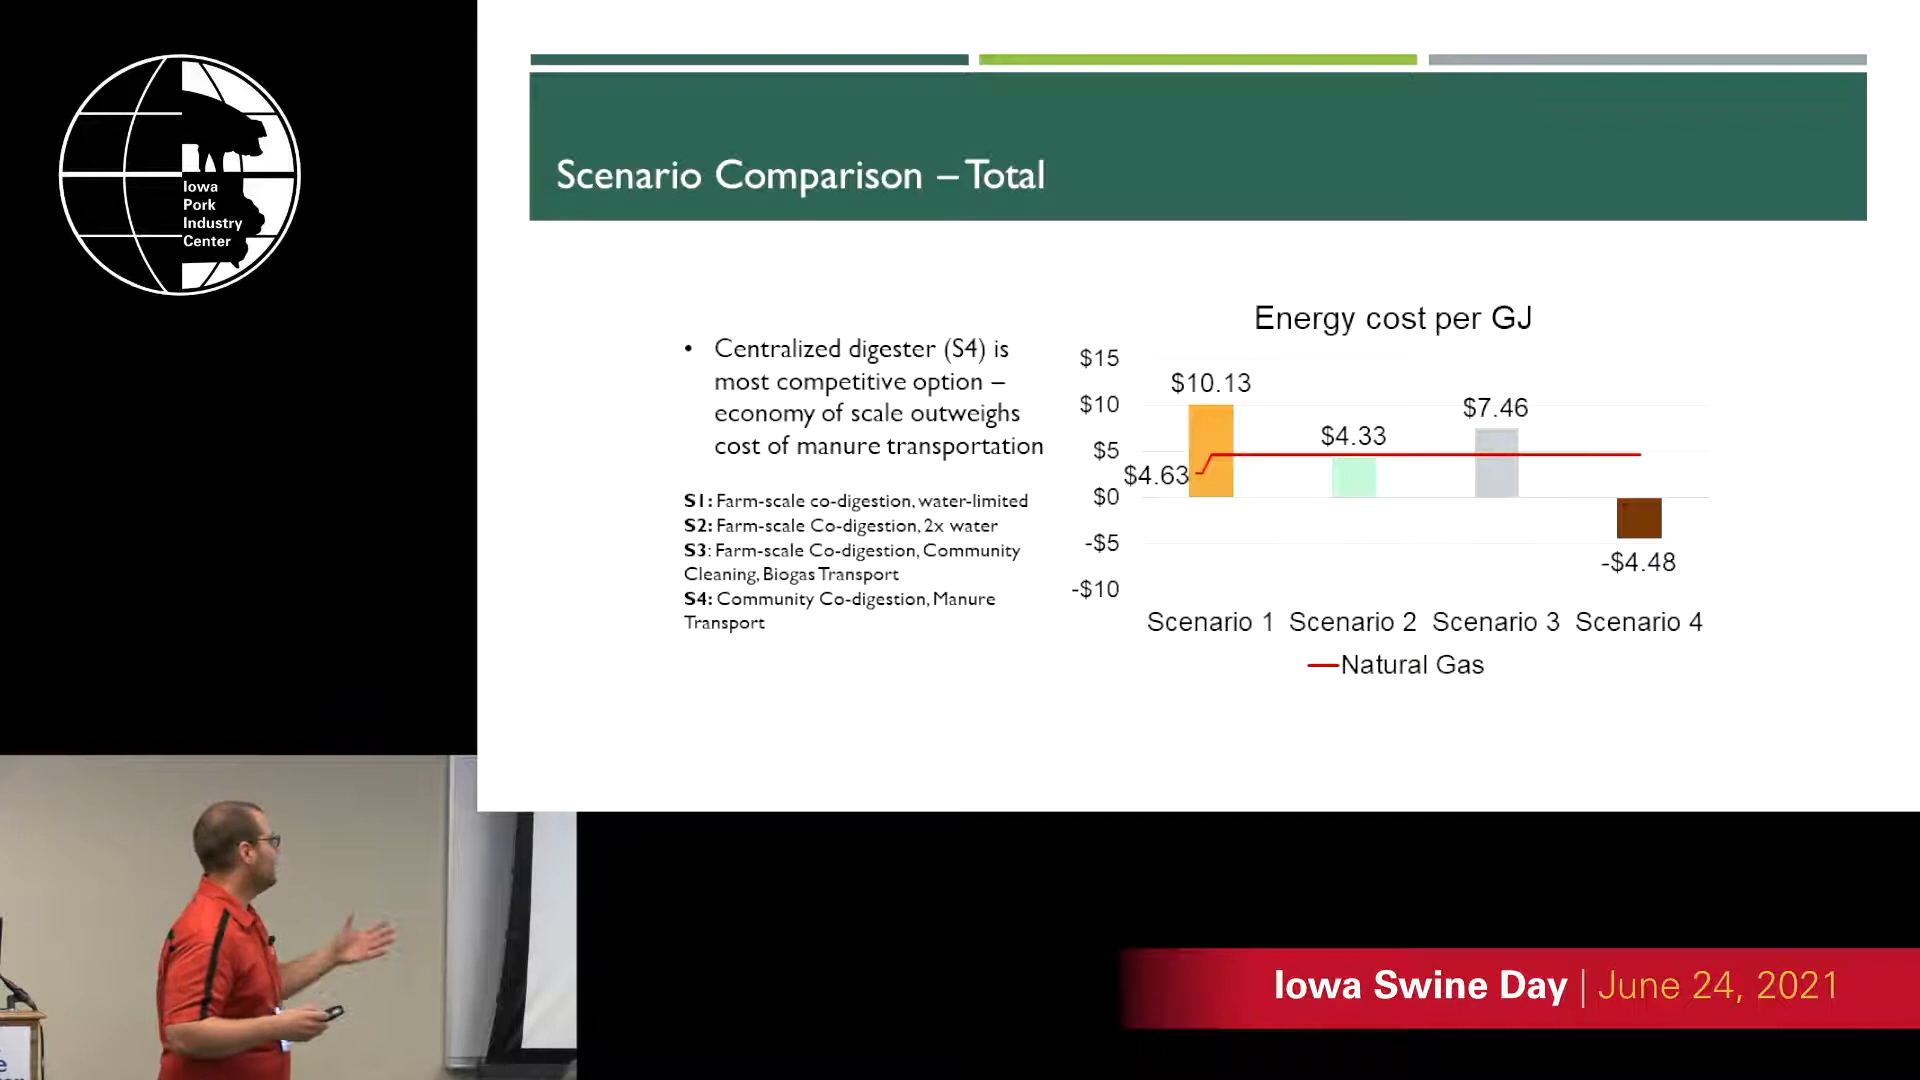 Iowa
Pork
Industry
Center
Scenario Comparison – Total
• Centralized digester (S4) is
most competitive option –
economy of scale outweighs
cost of manure transportation
S1: Farm-scale co-digestion, water-limited
S2: Farm-scale Co-digestion, 2x water
S3: Farm-scale Co-digestion, Community
Cleaning, Biogas Transport
S4: Community Co-digestion, Manure
Transport
Energy cost per GJ
$15
$10
$5
$0
-$5
-$10
$10.13
$4.63
$4.33
$7.46
-$4.48
Scenario 1 Scenario 2 Scenario 3 Scenario 4
Natural Gas
Iowa Swine Day | June 24, 2021